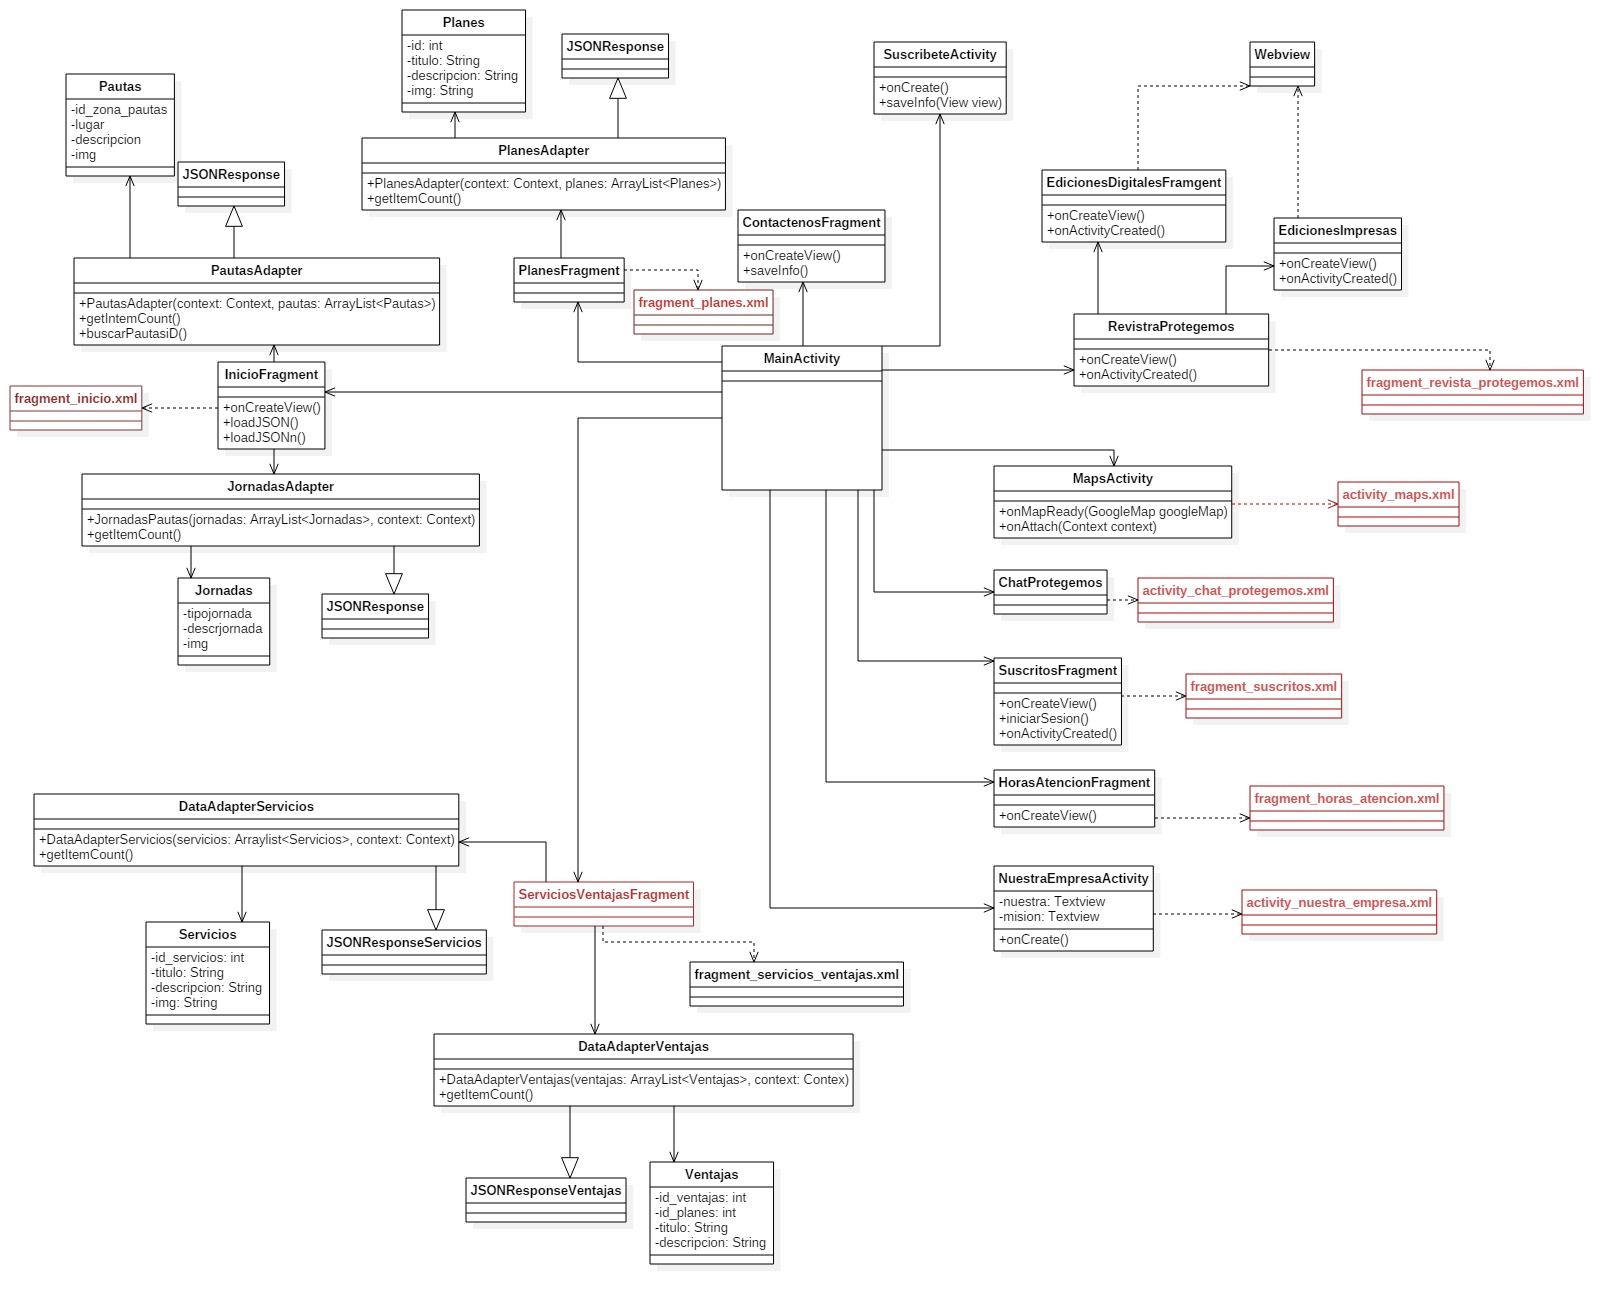 Planes
-id: int
-titulo: String
-descripcion: String
-img: String
JSONResponse
SuscribeteActivity
+onCreate()
+saveInfo(View view)
Webview
Pautas
-id_zona_pautas
-lugar
-descripcion
-img
JSONResponse
PlanesAdapter
+PlanesAdapter(context: Context, planes: ArrayList<Planes>)
+getItemCount()
EdicionesDigitalesFramgent
+onCreateView()
+onActivityCreated()
ContactenosFragment
+onCreateView()
+saveInfo()
EdicionesImpresas
+onCreateView()
+onActivityCreated()
PautasAdapter
+PautasAdapter(context: Context, pautas: ArrayList<Pautas>)
+getIntemCount()
+buscarPautasiD()
PlanesFragment
fragment_planes.xml
RevistraProtegemos
+onCreateView()
+onActivityCreated()
MainActivity
InicioFragment
+onCreateView()
+loadJSON()
+loadJSONn()
fragment_inicio.xml
fragment_revista_protegemos.xml
JornadasAdapter
+JornadasPautas(jornadas: ArrayList<Jornadas>, context: Context)
+getItemCount()
MapsActivity
+onMapReady(GoogleMap googleMap)
+onAttach(Context context)
activity_maps.xml
Jornadas
-tipojornada
-descrjornada
-img
JSONResponse
ChatProtegemos
activity_chat_protegemos.xml
SuscritosFragment
+onCreateView()
+iniciarSesion()
+onActivityCreated()
fragment_suscritos.xml
HorasAtencionFragment
+onCreateView()
fragment_horas_atencion.xml
DataAdapterServicios
+DataAdapterServicios(servicios: Arraylist<Servicios>, context: Context)
+getItemCount()
ServiciosVentajasFragment
NuestraEmpresaActivity
-nuestra: Textview
-mision: Textview
+onCreate()
activity_nuestra_empresa.xml
Servicios
-id_servicios: int
-titulo: String
-descripcion: String
-img: String
JSONResponseServicios
fragment_servicios_ventajas.xml
DataAdapterVentajas
+DataAdapterVentajas(ventajas: ArrayList<Ventajas>, context: Contex)
+getItemCount()
JSONResponseVentajas
Ventajas
-id_ventajas: int
-id_planes: int
-titulo: String
-descripcion: String